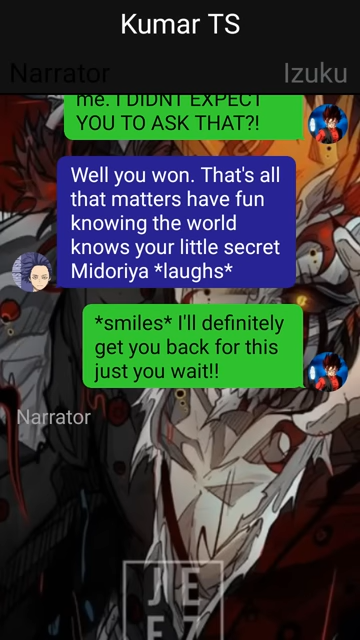 Kumar TS
Narrator
Izuku
me. I DIDNT EXPECT
YOU TO ASK THAT?!
Well you won. That's all
that matters have fun
knowing the world
knows your little secret
Midoriya *laughs*
*smiles* I'll definitely
get you back for this
just you wait!!
Narrator
JE